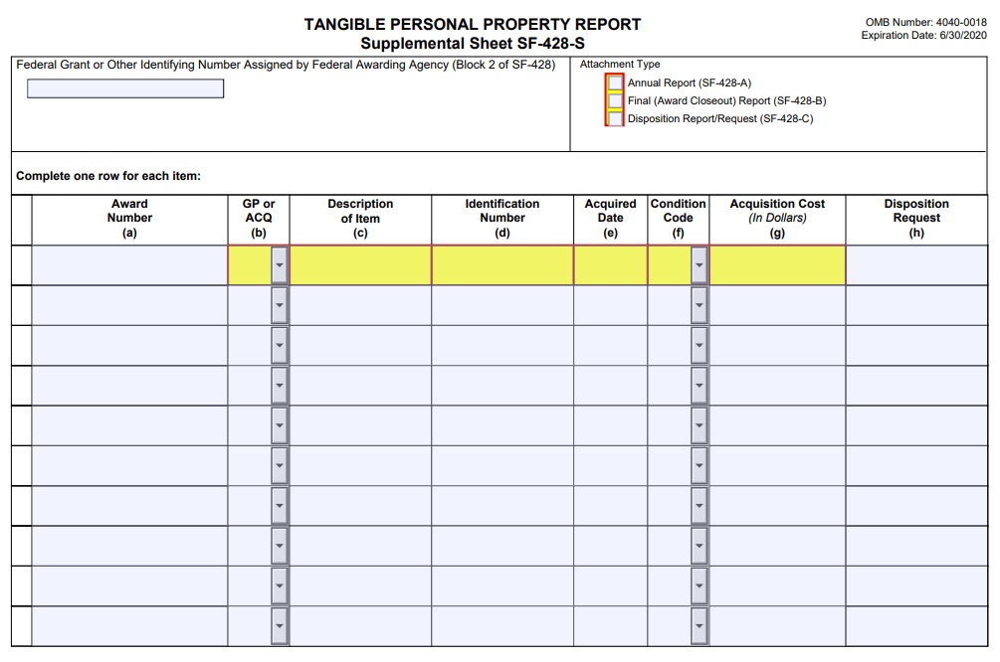 TANGIBLE PERSONAL PROPERTY REPORT
Supplemental Sheet SF-428-S
OMB Number: 4040-0018
Expiration Date: 6/30/2020
Federal Grant or Other Identifying Number Assigned by Federal Awarding Agency (Block 2 of SF-428)
Attachment Type
Annual Report (SF-428-A)
Final (Award Closeout) Report (SF-428-B)
Disposition Report/Request (SF-428-C)
Complete one row for each item:
Award
Number
(a)
GP or
ACQ
(b)
Description
of Item
(c)
Identification
Number
(d)
Acquired
Date
(e)
Condition
Code
(f)
Acquisition Cost
(In Dollars)
(g)
Disposition
Request
(h)